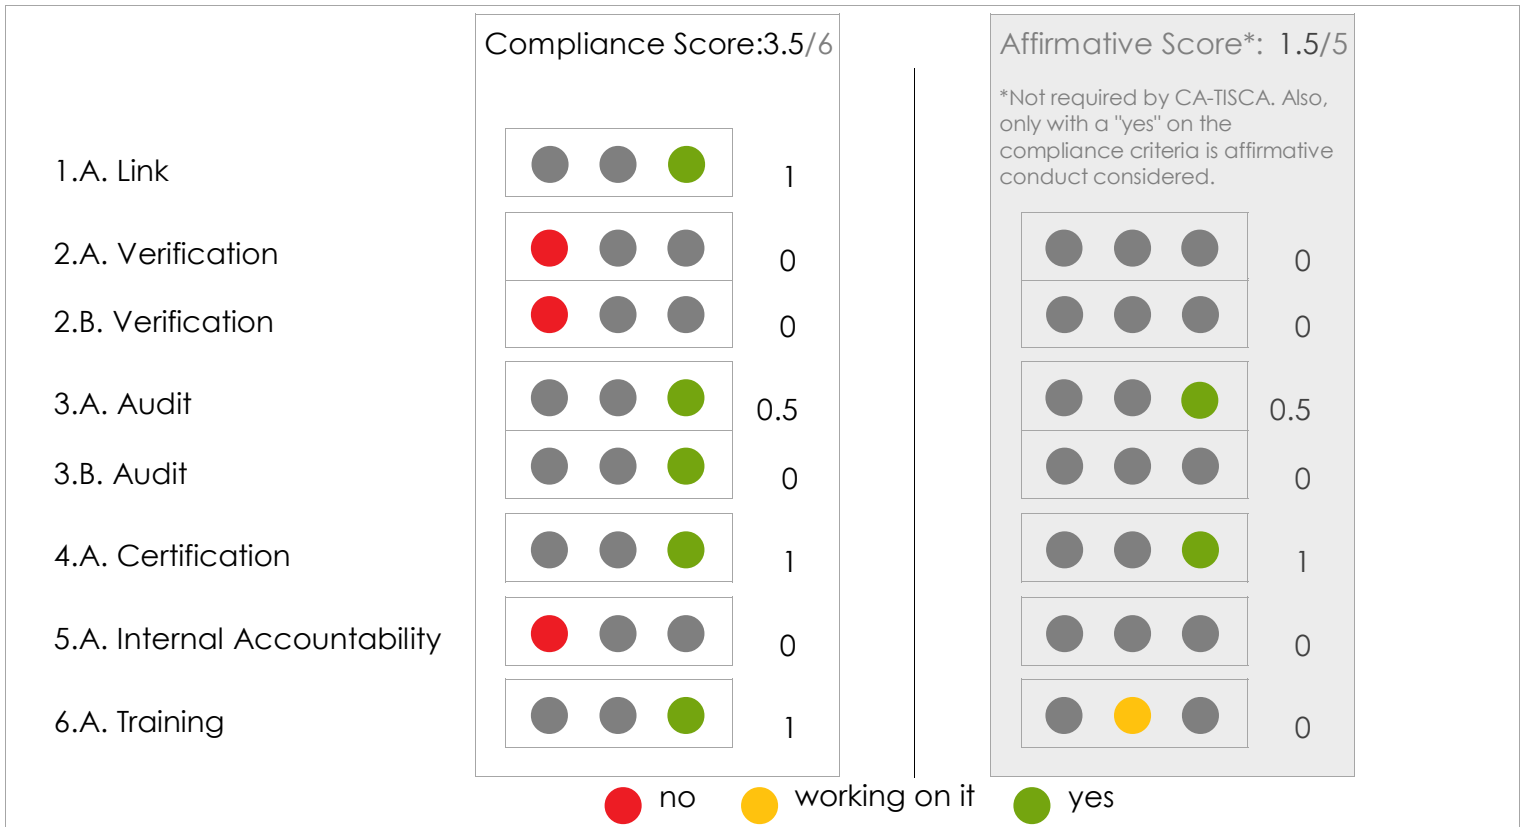 Compliance Score:3.5/6
Affirmative Score*: 1.5/5
*Not required by CA-TISCA. Also,
only with a "yes" on the
compliance criteria is affirmative
conduct considered.
1.A. Link 1
2.A. Verification 0 0
2.B. Verification 0 0
3.A. Audit 0.5 0.5
3.B. Audit 0 0
4.A. Certification 1 1
5.A. Internal Accountability 0 0
6.A. Training 1 0
no working on it yes